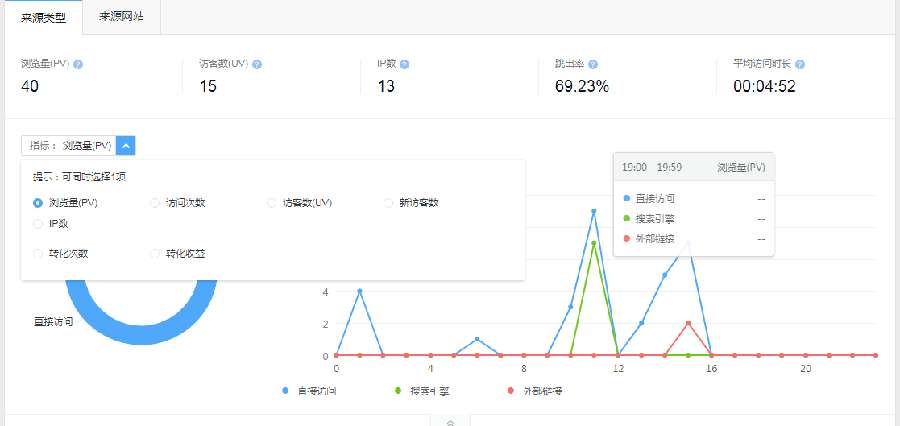 来源类型 来源网站
浏览量(PV) ? 访客数(UV) ? IP数 ? 跳出率 ? 平均访问时长 ?
40 15 13 69.23% 00:04:52
指标： 浏览量(PV)
提示：可同时选择1项
浏览量(PV) 访问次数 访客数(UV) 新访客数
IP数
转化次数 转化收益
19:00 - 19:59 浏览量(PV)
直接访问 --
搜索引擎 --
外部链接 --
直接访问
4
2
0
0 4 8 12 16 20
直接访问 搜索引擎 外部链接